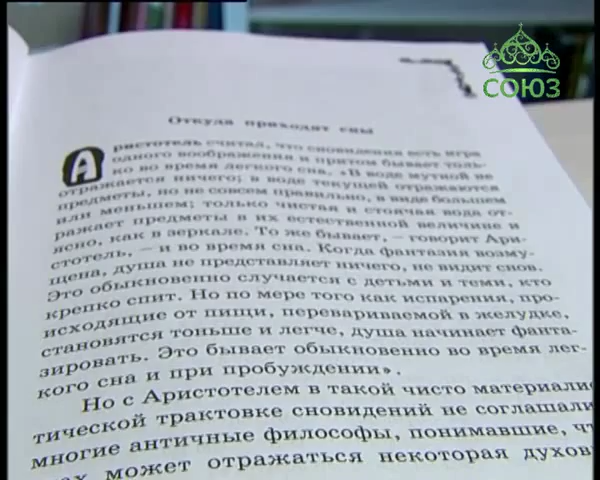 СОЮЗ
Откуда приходят сны
Аристотель считал, что сновидения есть игра
одного воображения и притом бывает толь-
ко во время легкого сна. «В воде мутной не
отражается ничего; в воде текущей отражаются
предметы, но не совсем правильно, в виде большем
или меньшем; только чистая и стоячая вода от-
ражает предметы в их естественной величине и
ясно, как в зеркале. То же бывает, – говорит Ари-
стотель, – и во время сна. Когда фантазия возму-
щена, душа не представляет ничего, не видит снов.
Это обыкновенно случается с детьми и теми, кто
крепко спит. Но по мере того как испарения, про-
исходящие от пищи, перевариваемой в желудке,
становятся тоньше и легче, душа начинает фанта-
зировать. Это бывает обыкновенно во время лег-
кого сна и при пробуждении».
Но с Аристотелем в такой чисто материалис
тической трактовке сновидений не соглашали
многие античные философы, понимавшие, чт
может отражаться некоторая духов